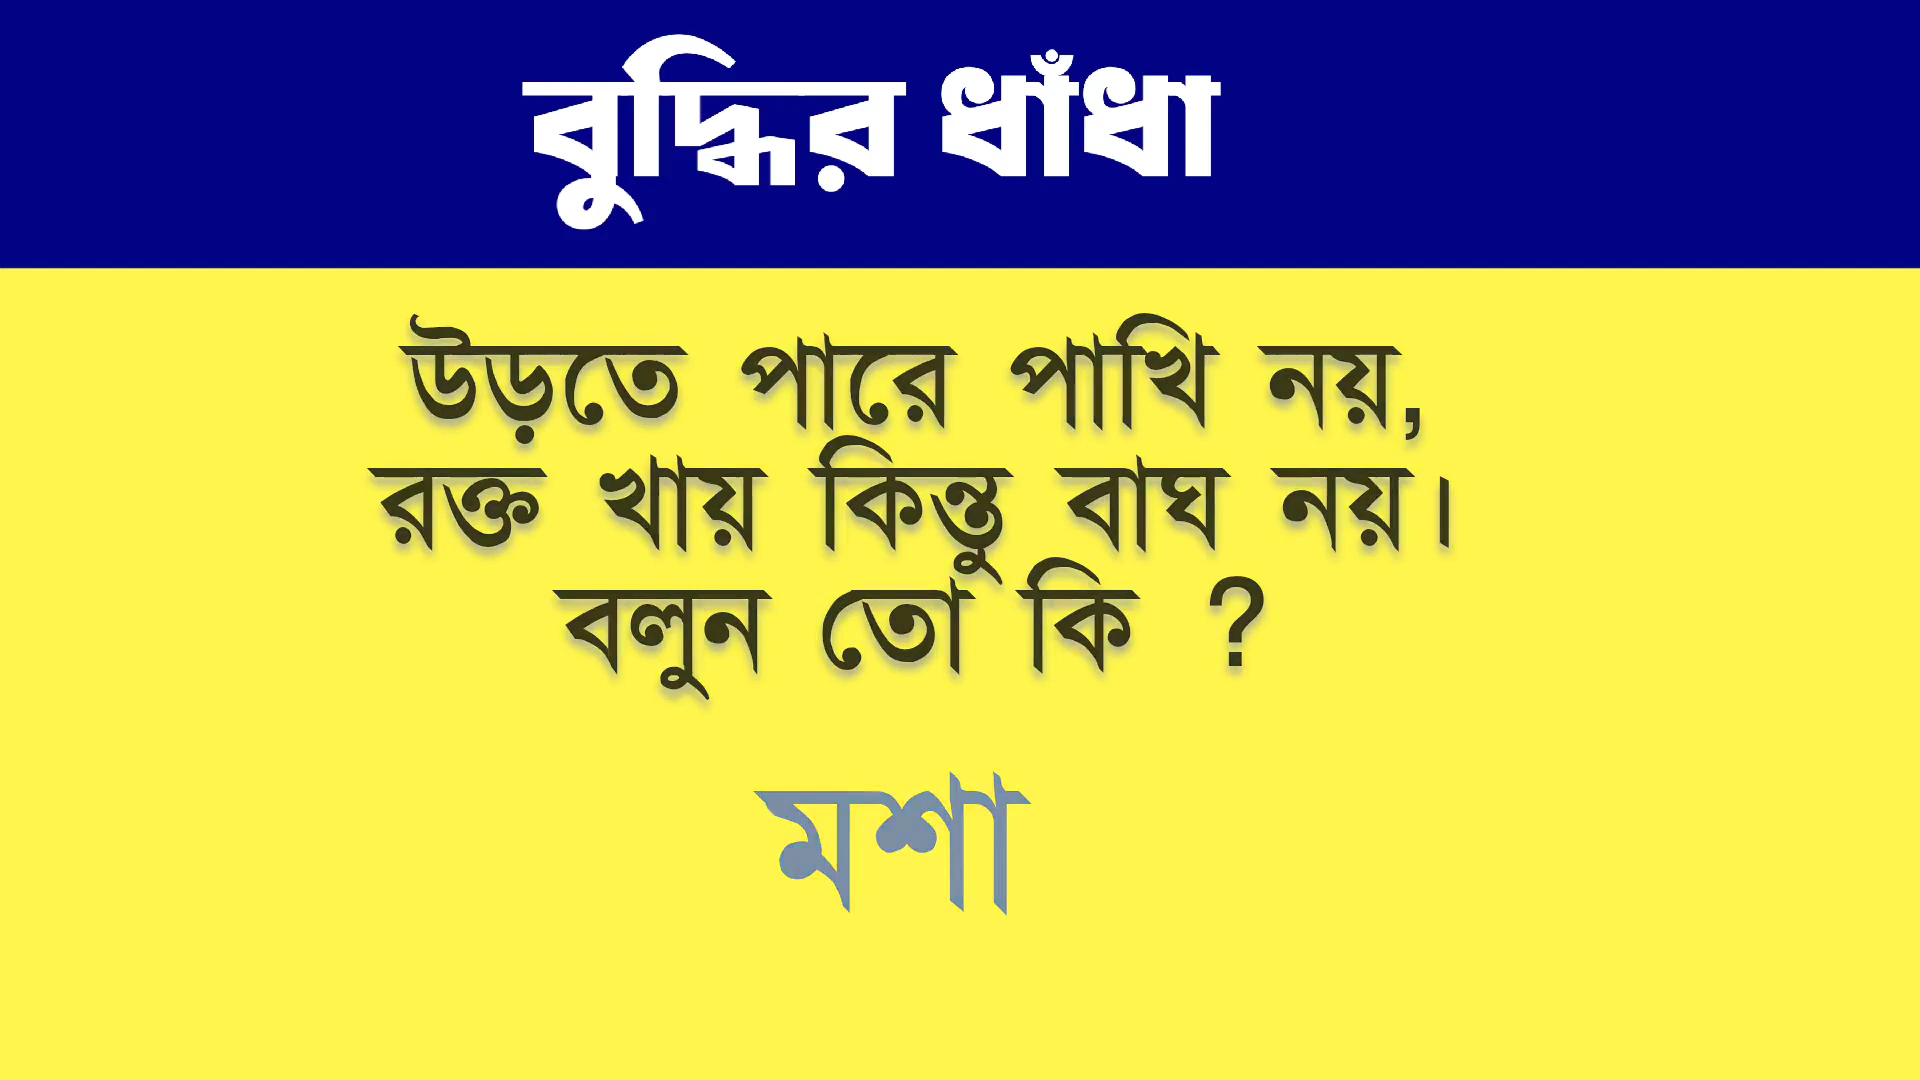 বুদ্ধির ধাঁধা
উড়তে পারে পাখি নয়,
রক্ত খায় কিন্তু বাঘ নয়।
বলুন তো কি ?
মশা